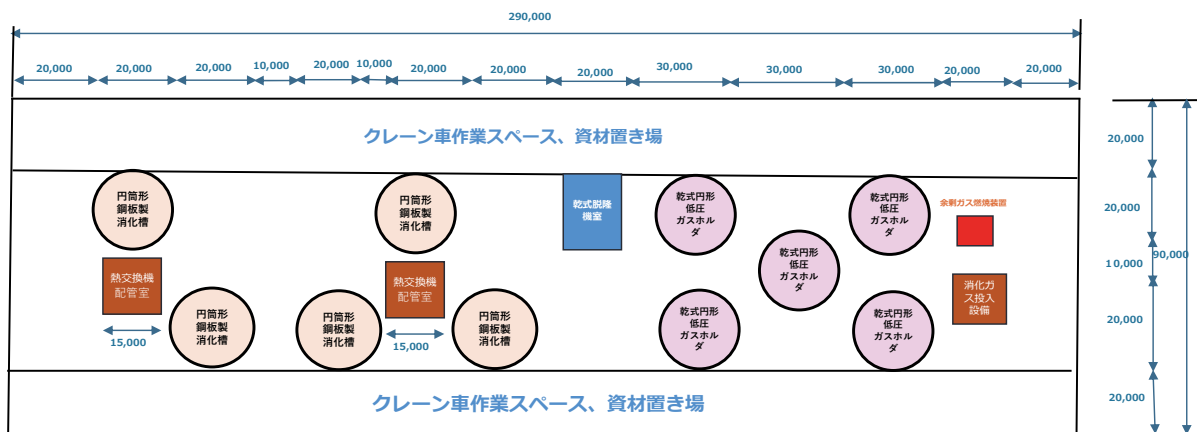 290,000
20,000
20,000
20,000
10,000
20,000
10,000
20,000
20,000
20,000
30,000
30,000
30,000
20,000
20,000
クレーン車作業スペース、資材置き場
20,000
円筒形
鋼板製
消化槽
円筒形
鋼板製
消化槽
乾式脱隆
機室
乾式円形
低圧
ガスホル
ダ
乾式円形
低圧
ガスホル
ダ
余剰ガス燃焼装置
20,000
熱交換機
配管室
熱交換機
配管室
乾式円形
低圧
ガスホル
ダ
消化ガ
ス投入
設備
10,000
90,000
円筒形
鋼板製
消化槽
円筒形
鋼板製
消化槽
円筒形
鋼板製
消化槽
乾式円形
低圧
ガスホル
ダ
乾式円形
低圧
ガスホル
ダ
20,000
15,000
15,000
クレーン車作業スペース、資材置き場
20,000